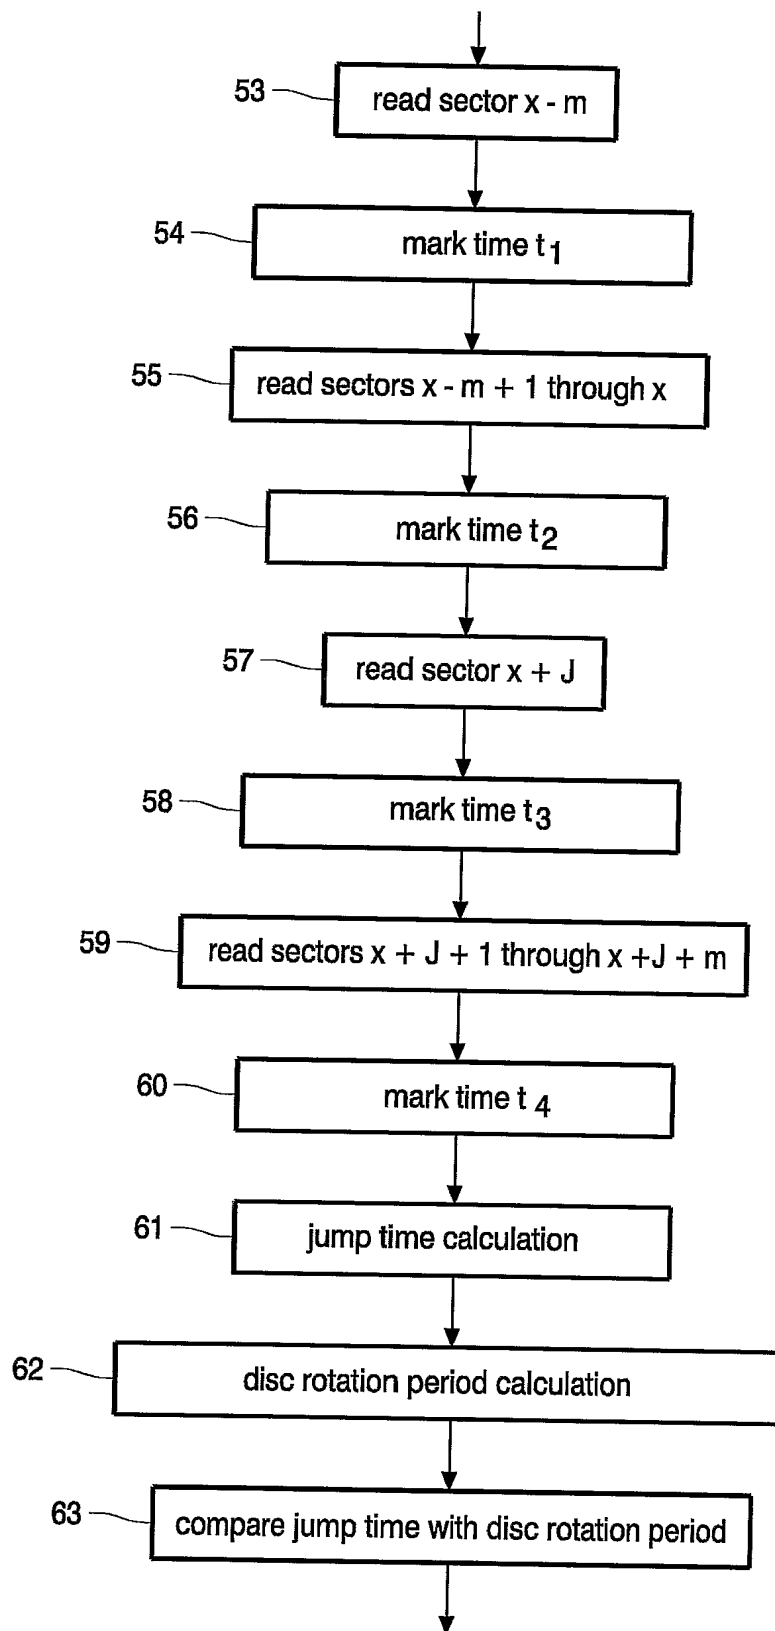 53 read sector x - m
54 mark time t1
55 read sectors x - m + 1 through x
56 mark time t2
57 read sector x + J
58 mark time t3
59 read sectors x + J + 1 through x +J + m
60 mark time t 4
61 jump time calculation
62 disc rotation period calculation
63 compare jump time with disc rotation period